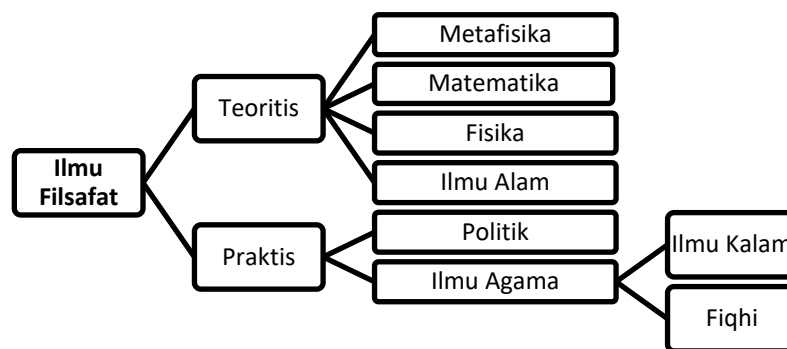 Ilmu
Filsafat
Teoritis
Metafisika
Matematika
Fisika
Ilmu Alam
Praktis
Politik
Ilmu Agama
Ilmu Kalam
Fiqhi